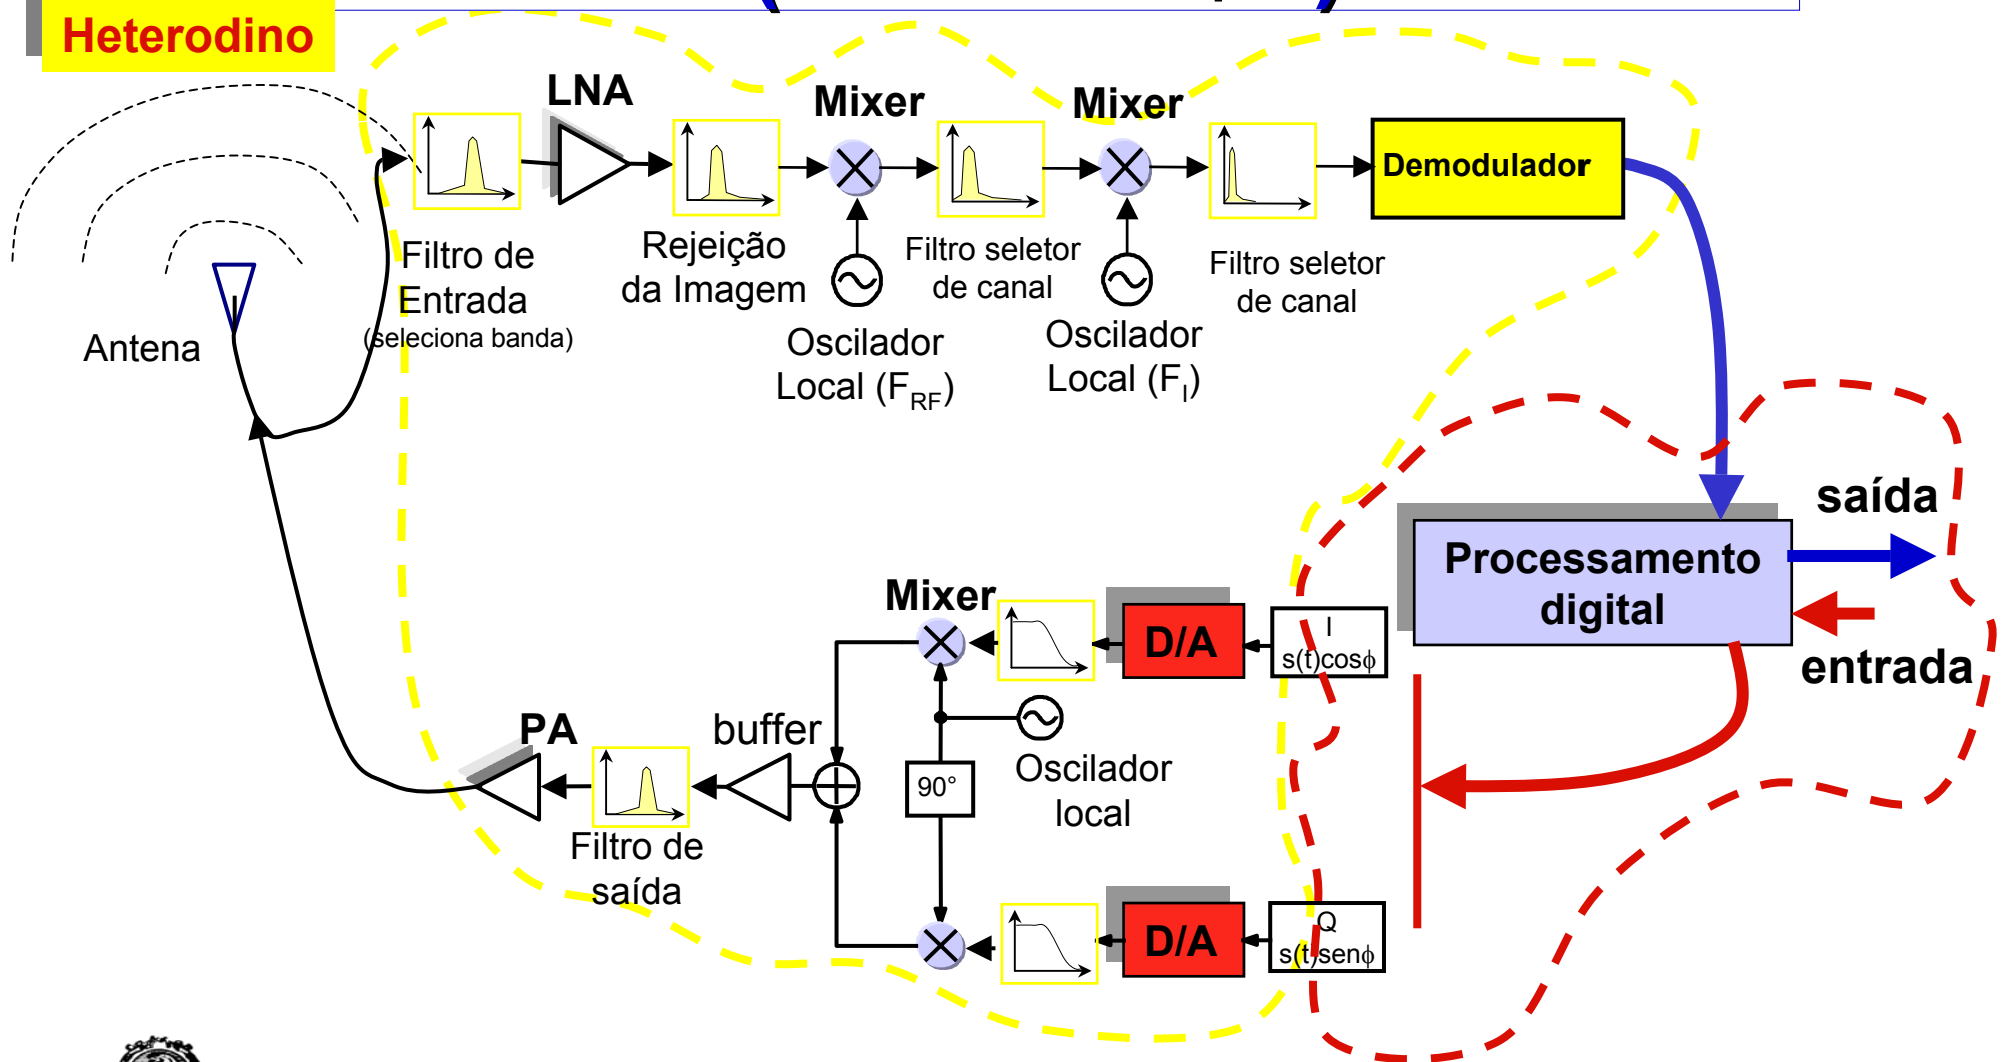 Heterodino
LNA
Mixer
Mixer
Demodulador
Filtro de
Entrada
(seleciona banda)
Rejeição
da Imagem
Filtro seletor
de canal
Filtro seletor
de canal
Antena
Oscilador
Local (F_RF)
Oscilador
Local (F_I)
saída
Processamento
digital
entrada
Mixer
D/A
I
s(t)cosϕ
PA
buffer
90°
Oscilador
local
Filtro de
saída
D/A
Q
s(t)senϕ